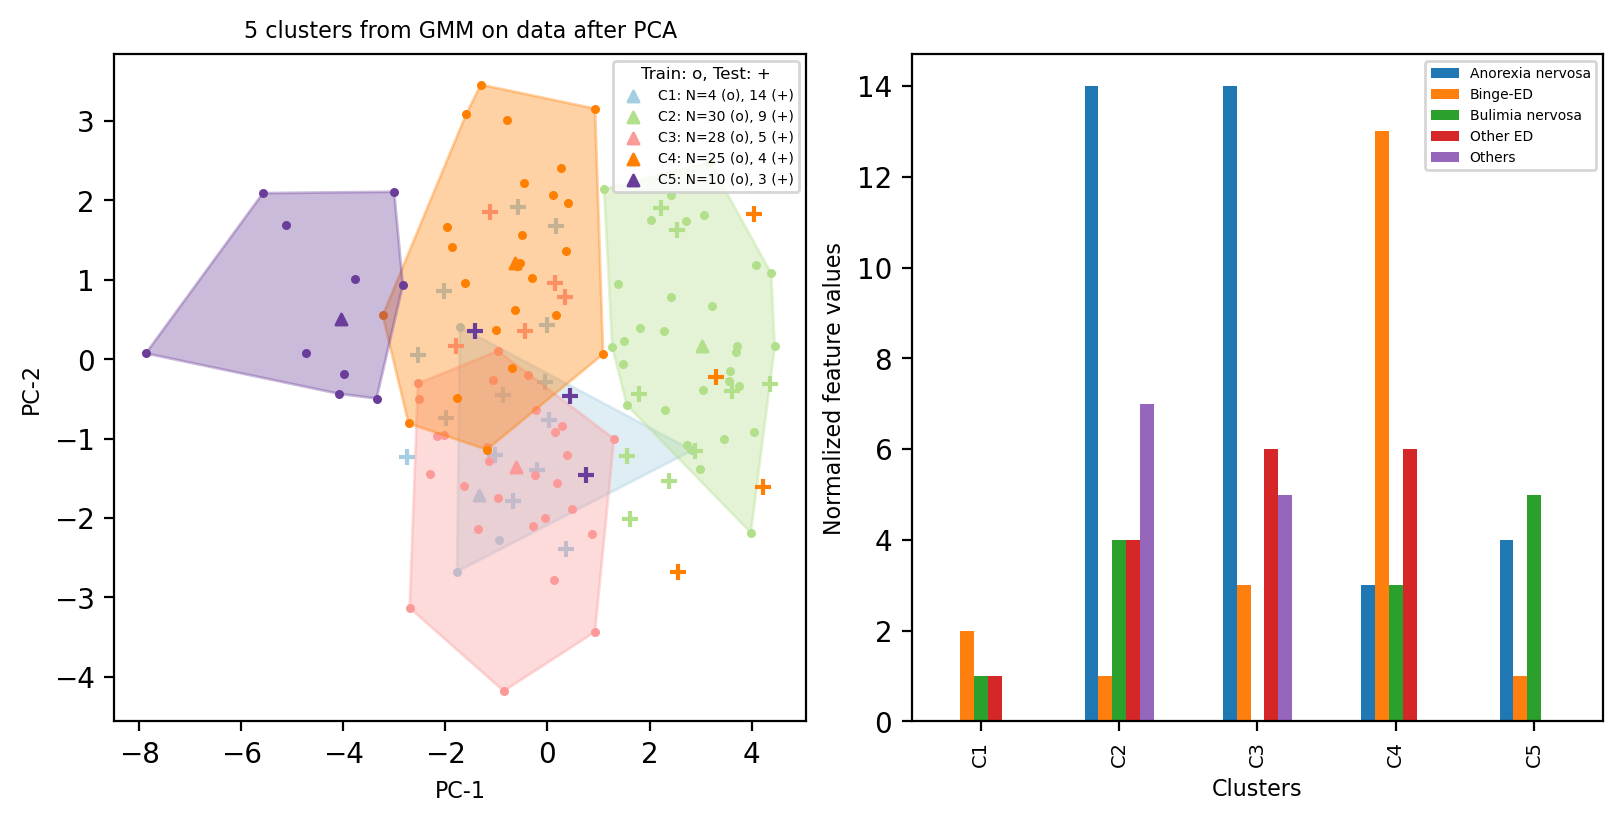 5 clusters from GMM on data after PCA
Train: o, Test: +
C1: N=4 (o), 14 (+)
C2: N=30 (o), 9 (+)
C3: N=28 (o), 5 (+)
C4: N=25 (o), 4 (+)
C5: N=10 (o), 3 (+)
PC-2
3
2
1
0
−1
−2
−3
−4
−8
−6
−4
−2
0
2
4
PC-1
Anorexia nervosa
Binge-ED
Bulimia nervosa
Other ED
Others
Normalized feature values
14
12
10
8
6
4
2
0
C1
C2
C3
C4
C5
Clusters